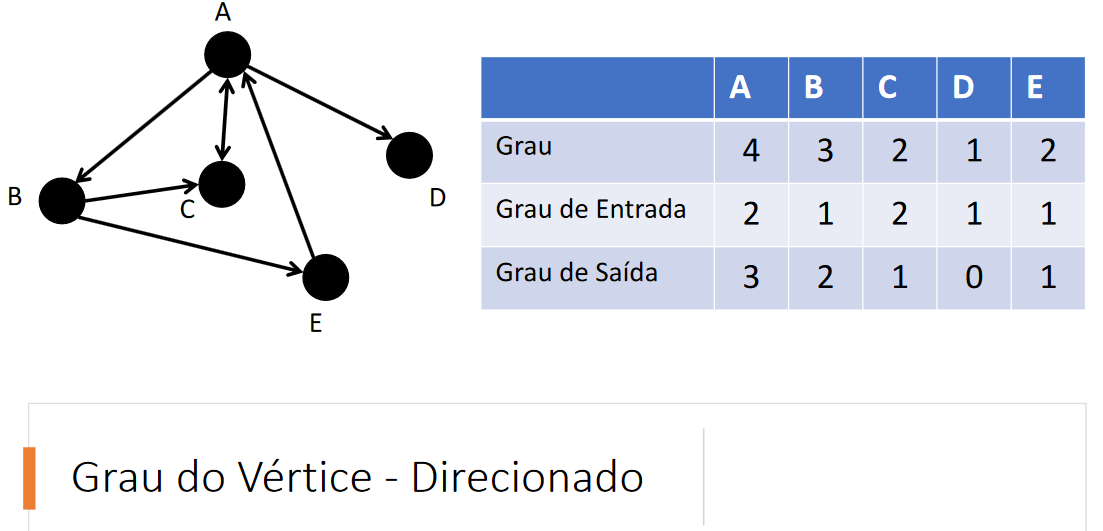 A
B
C
D
E
A B C D E
Grau 4 3 2 1 2
Grau de Entrada 2 1 2 1 1
Grau de Saída 3 2 1 0 1
Grau do Vértice - Direcionado